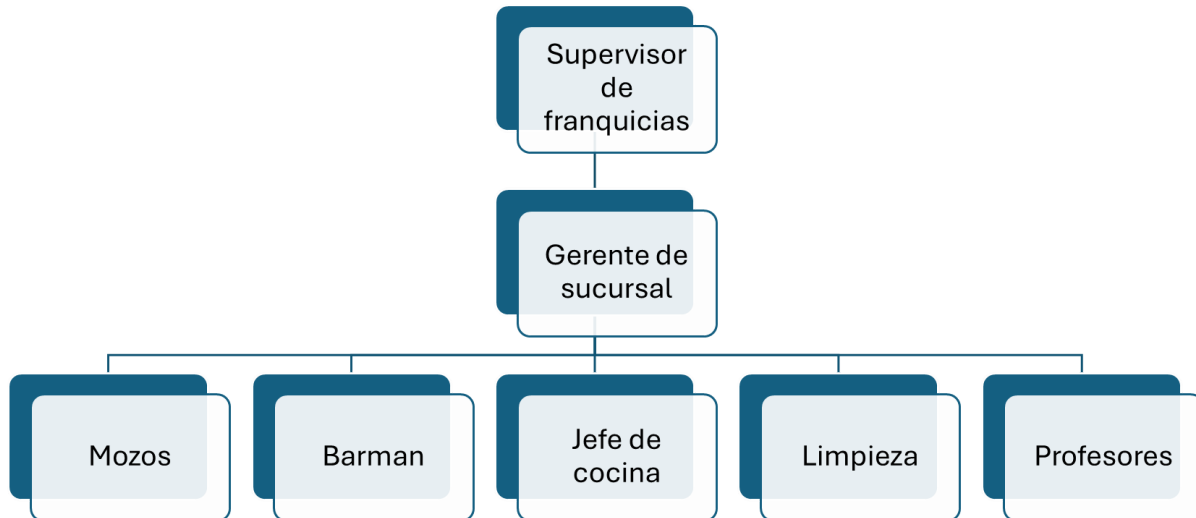 Supervisor
de
franquicias
Gerente de
sucursal
Mozos
Barman
Jefe de
cocina
Limpieza
Profesores